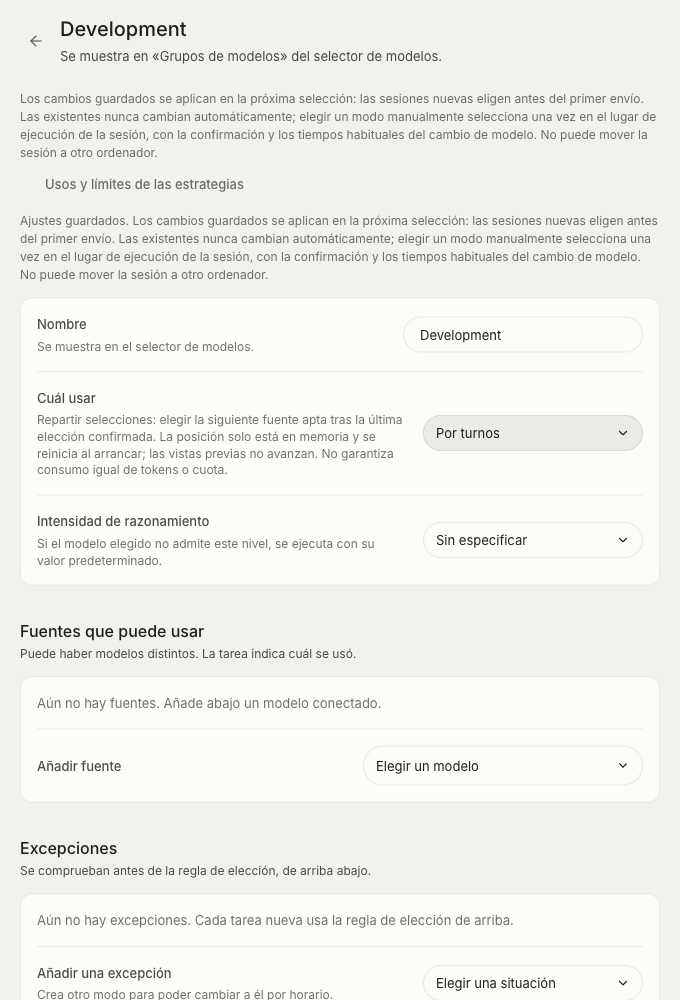 Development
Se muestra en «Grupos de modelos» del selector de modelos.
Los cambios guardados se aplican en la próxima selección: las sesiones nuevas eligen antes del primer envío.
Las existentes nunca cambian automáticamente; elegir un modo manualmente selecciona una vez en el lugar de
ejecución de la sesión, con la confirmación y los tiempos habituales del cambio de modelo. No puede mover la
sesión a otro ordenador.
Usos y límites de las estrategias
Ajustes guardados. Los cambios guardados se aplican en la próxima selección: las sesiones nuevas eligen antes
del primer envío. Las existentes nunca cambian automáticamente; elegir un modo manualmente selecciona una
vez en el lugar de ejecución de la sesión, con la confirmación y los tiempos habituales del cambio de modelo.
No puede mover la sesión a otro ordenador.
Nombre
Se muestra en el selector de modelos.
Development
Cuál usar
Repartir selecciones: elegir la siguiente fuente apta tras la última
elección confirmada. La posición solo está en memoria y se
reinicia al arrancar; las vistas previas no avanzan. No garantiza
consumo igual de tokens o cuota.
Por turnos
Intensidad de razonamiento
Si el modelo elegido no admite este nivel, se ejecuta con su
valor predeterminado.
Sin especificar
Fuentes que puede usar
Puede haber modelos distintos. La tarea indica cuál se usó.
Aún no hay fuentes. Añade abajo un modelo conectado.
Añadir fuente
Elegir un modelo
Excepciones
Se comprueban antes de la regla de elección, de arriba abajo.
Aún no hay excepciones. Cada tarea nueva usa la regla de elección de arriba.
Añadir una excepción
Crea otro modo para poder cambiar a él por horario.
Elegir una situación